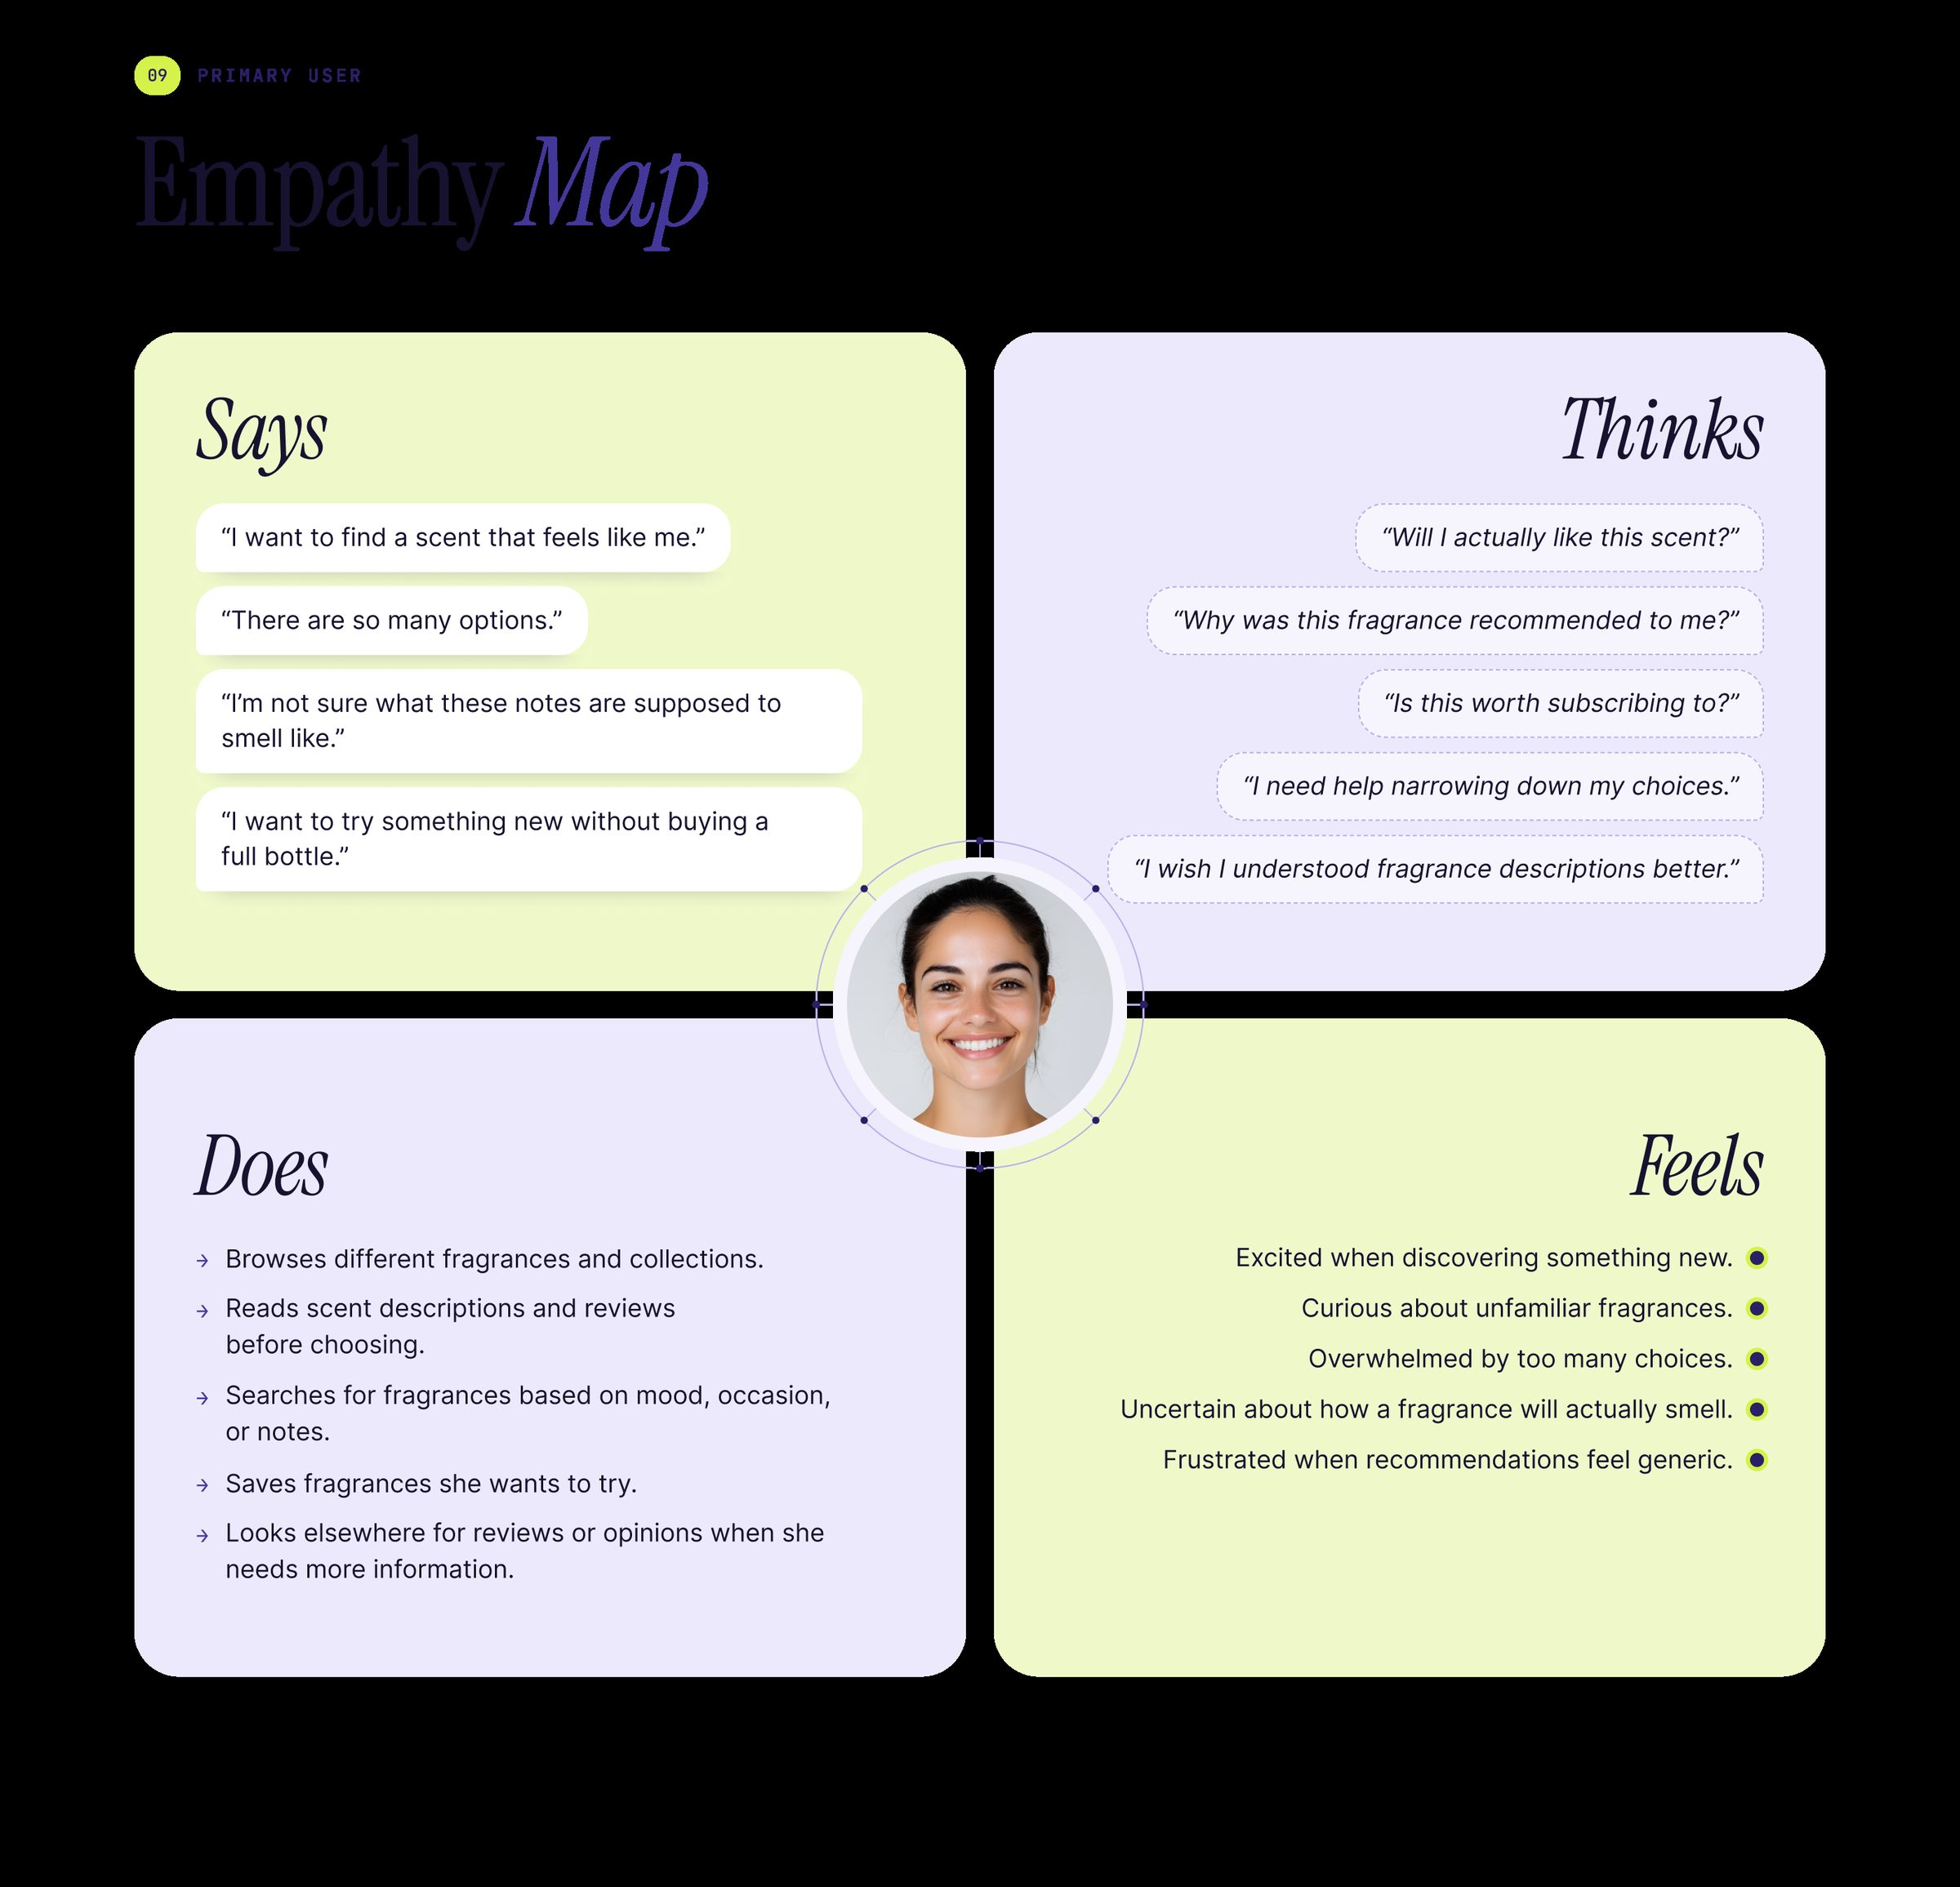 09 PRIMARY USER
Empathy Map
Says
“I want to find a scent that feels like me.”
“There are so many options.”
“I’m not sure what these notes are supposed to
smell like.”
“I want to try something new without buying a
full bottle.”
Thinks
“Will I actually like this scent?”
“Why was this fragrance recommended to me?”
“Is this worth subscribing to?”
“I need help narrowing down my choices.”
“I wish I understood fragrance descriptions better.”
Does
→ Browses different fragrances and collections.
→ Reads scent descriptions and reviews
before choosing.
→ Searches for fragrances based on mood, occasion,
or notes.
→ Saves fragrances she wants to try.
→ Looks elsewhere for reviews or opinions when she
needs more information.
Feels
Excited when discovering something new.
Curious about unfamiliar fragrances.
Overwhelmed by too many choices.
Uncertain about how a fragrance will actually smell.
Frustrated when recommendations feel generic.